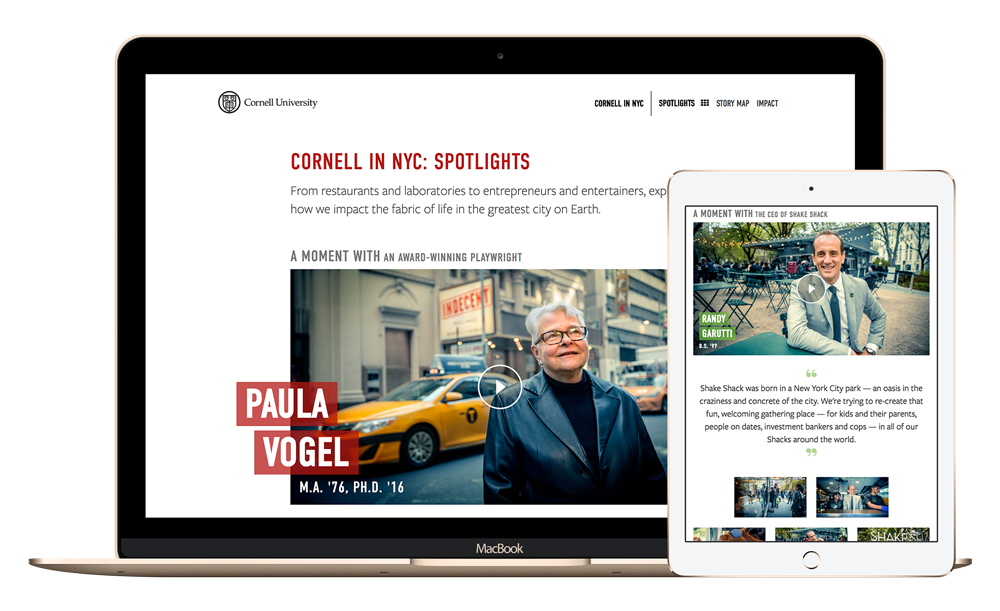 Cornell University
CORNELL IN NYC
SPOTLIGHTS
STORY MAP
IMPACT
CORNELL IN NYC: SPOTLIGHTS
From restaurants and laboratories to entrepreneurs and entertainers, exp
how we impact the fabric of life in the greatest city on Earth.
A MOMENT WITH AN AWARD-WINNING PLAYWRIGHT
INDECENT
PAULA
VOGEL
M.A. '76, PH.D. '16
MacBook
A MOMENT WITH THE CEO OF SHAKE SHACK
RANDY
GARUTTI
B.S. '97
“
Shake Shack was born in a New York City park — an oasis in the
craziness and concrete of the city. We're trying to re-create that
fun, welcoming gathering place — for kids and their parents,
people on dates, investment bankers and cops — in all of our
Shacks around the world.
”
SHAKE SH